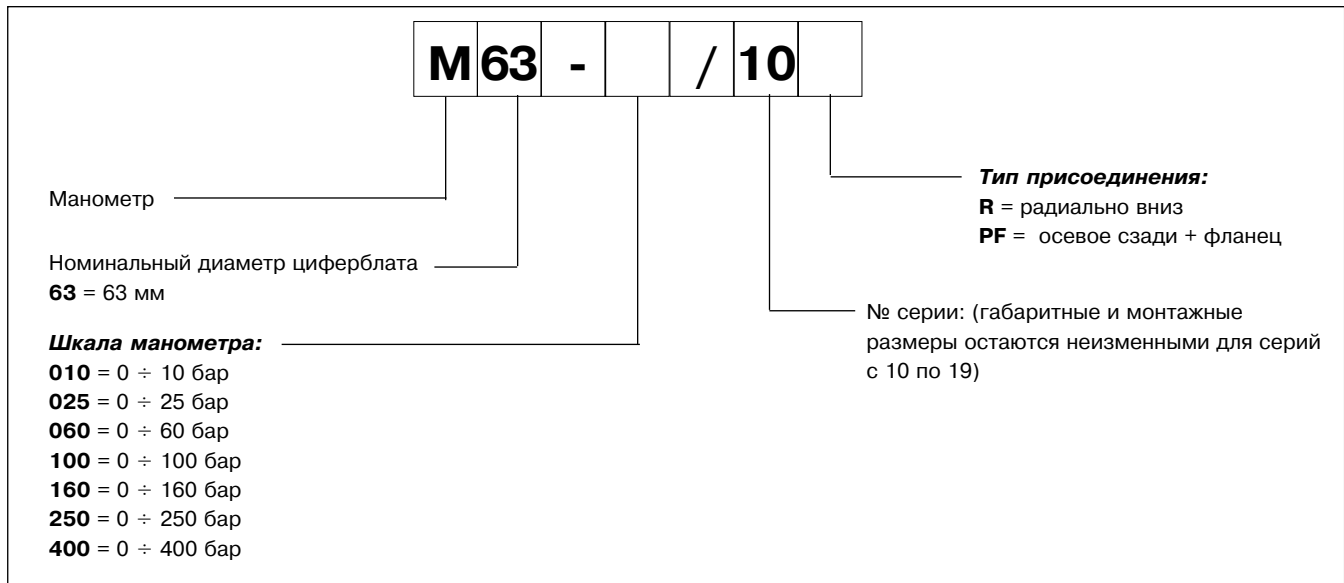 M 63 - / 10
Манометр
Номинальный диаметр циферблата
63 = 63 мм
Шкала манометра:
010 = 0 ÷ 10 бар
025 = 0 ÷ 25 бар
060 = 0 ÷ 60 бар
100 = 0 ÷ 100 бар
160 = 0 ÷ 160 бар
250 = 0 ÷ 250 бар
400 = 0 ÷ 400 бар
Тип присоединения:
R = радиально вниз
PF = осевое сзади + фланец
№ серии: (габаритные и монтажные
размеры остаются неизменными для серий
с 10 по 19)